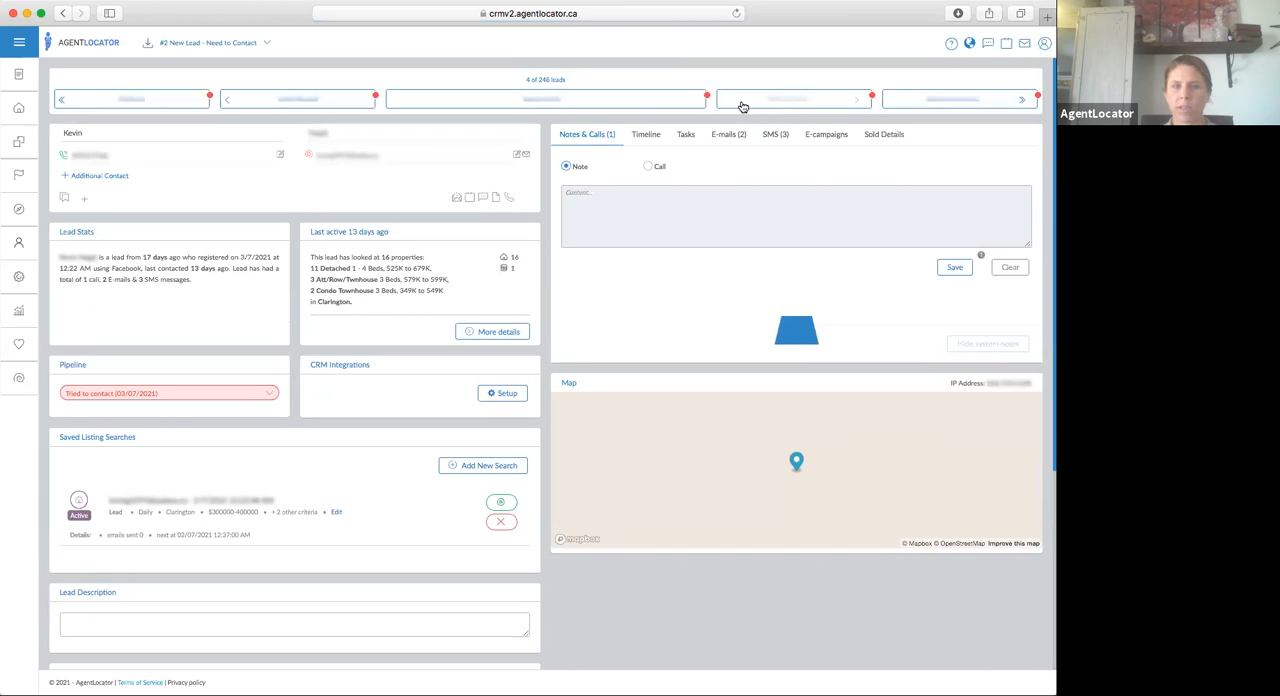 crmv2.agentlocator.ca
AGENTLOCATOR
#2 New Lead - Need to Contact
4 of 248 leads
Kevin
+ Additional Contact
Lead Stats
is a lead from 17 days ago who registered on 3/7/2021 at
12:22 AM using Facebook, last contacted 13 days ago. Lead has had a
total of 1 call, 2 E-mails & 3 SMS messages.
Last active 13 days ago
This lead has looked at 16 properties:
16
11 Detached 1 - 4 Beds, 525K to 679K,
1
3 Att/Row/Twnhouse 3 Beds, 579K to 599K,
2 Condo Townhouse 3 Beds, 349K to 549K
in Clarington.
More details
Pipeline
Tried to contact (03/07/2021)
CRM Integrations
Setup
Saved Listing Searches
Add New Search
Active
Lead • Daily • Clarington • $300000-400000 • + 2 other criteria • Edit
Details: • emails sent 0 • next at 03/07/2021 12:37:00 AM
Lead Description
Notes & Calls (1) Timeline Tasks E-mails (2) SMS (3) E-campaigns Sold Details
Note Call
Content..
Save Clear
Hide system notes
Map
IP Address:
mapbox
© Mapbox © OpenStreetMap Improve this map
© 2021 - AgentLocator | Terms of Service | Privacy policy
AgentLocator